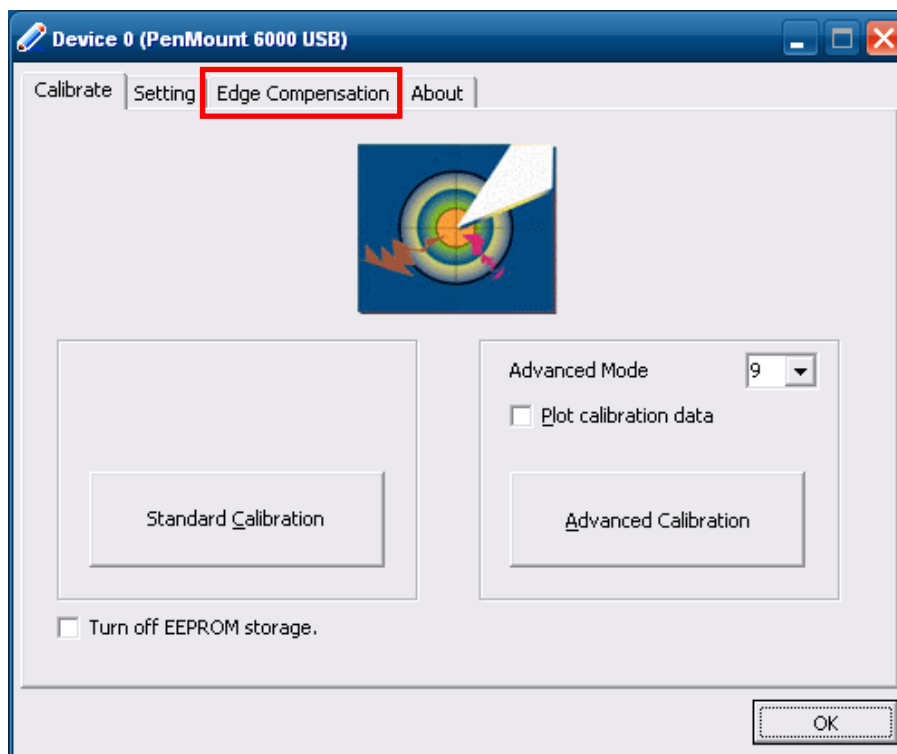 Device 0 (PenMount 6000 USB)
Calibrate Setting Edge Compensation About
Advanced Mode 9
Plot calibration data
Standard Calibration
Advanced Calibration
Turn off EEPROM storage.
OK